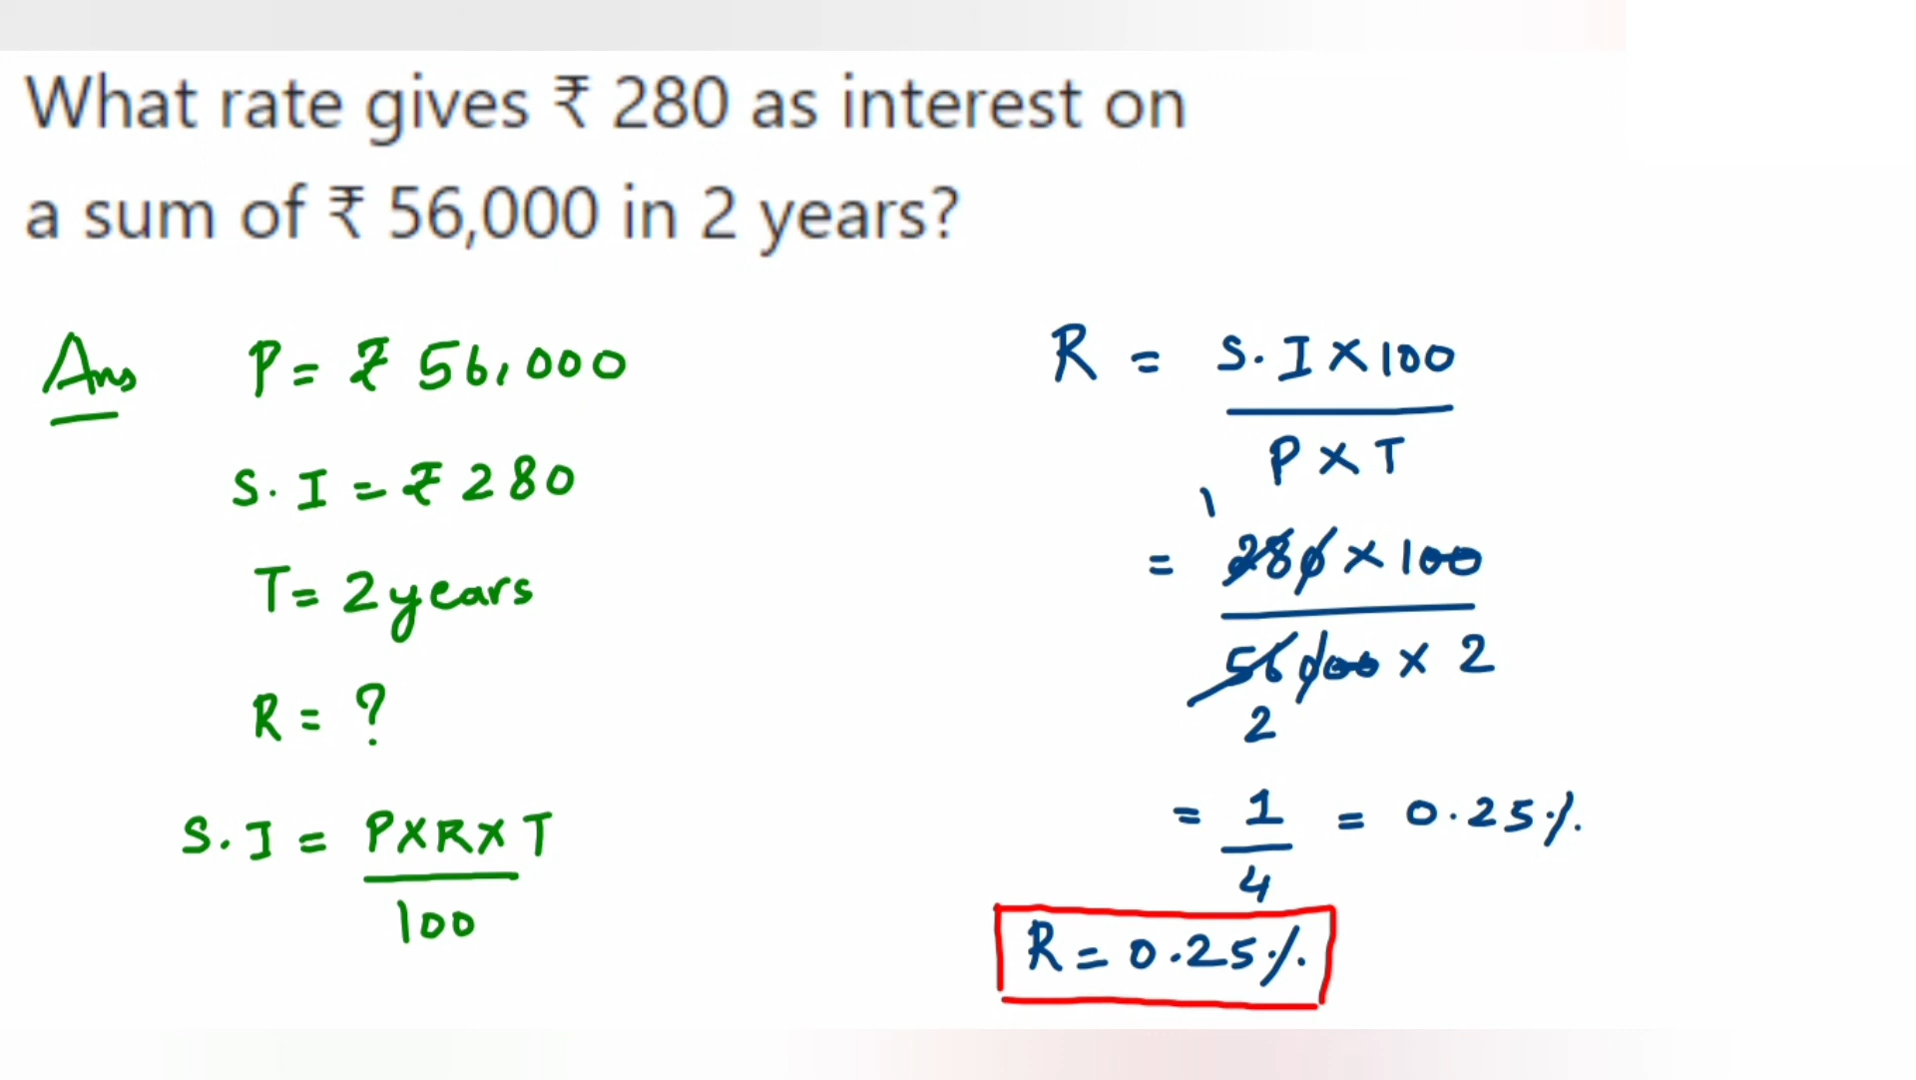 What rate gives ₹ 280 as interest on
a sum of ₹ 56,000 in 2 years?
Ans P = ₹ 56,000
S.I = ₹ 280
T = 2 years
R = ?
S.I = P X R X T
100
R = S.I X 100
P X T
1
= 280 X 100
56000 X 2
2
= 1 = 0.25%
4
R = 0.25%